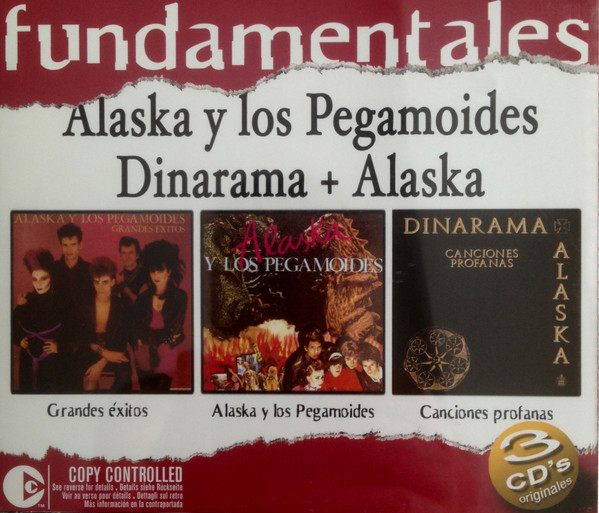 fundamentales
Alaska y los Pegamoides
Dinarama + Alaska
ALASKA Y LOS PEGAMOIDES
GRANDES EXITOS
Alaska
Y LOS PEGAMOIDES
DINARAMA
ALASKA
CANCIONES
PROFANAS
Grandes éxitos
Alaska y los Pegamoides
Canciones profanas
3
CD's
originales
COPY CONTROLLED
See reverse for details . Details siehe Rückseite
Voir au verso pour détails . Dettagli sul retro
Más información en la contraportada
TM